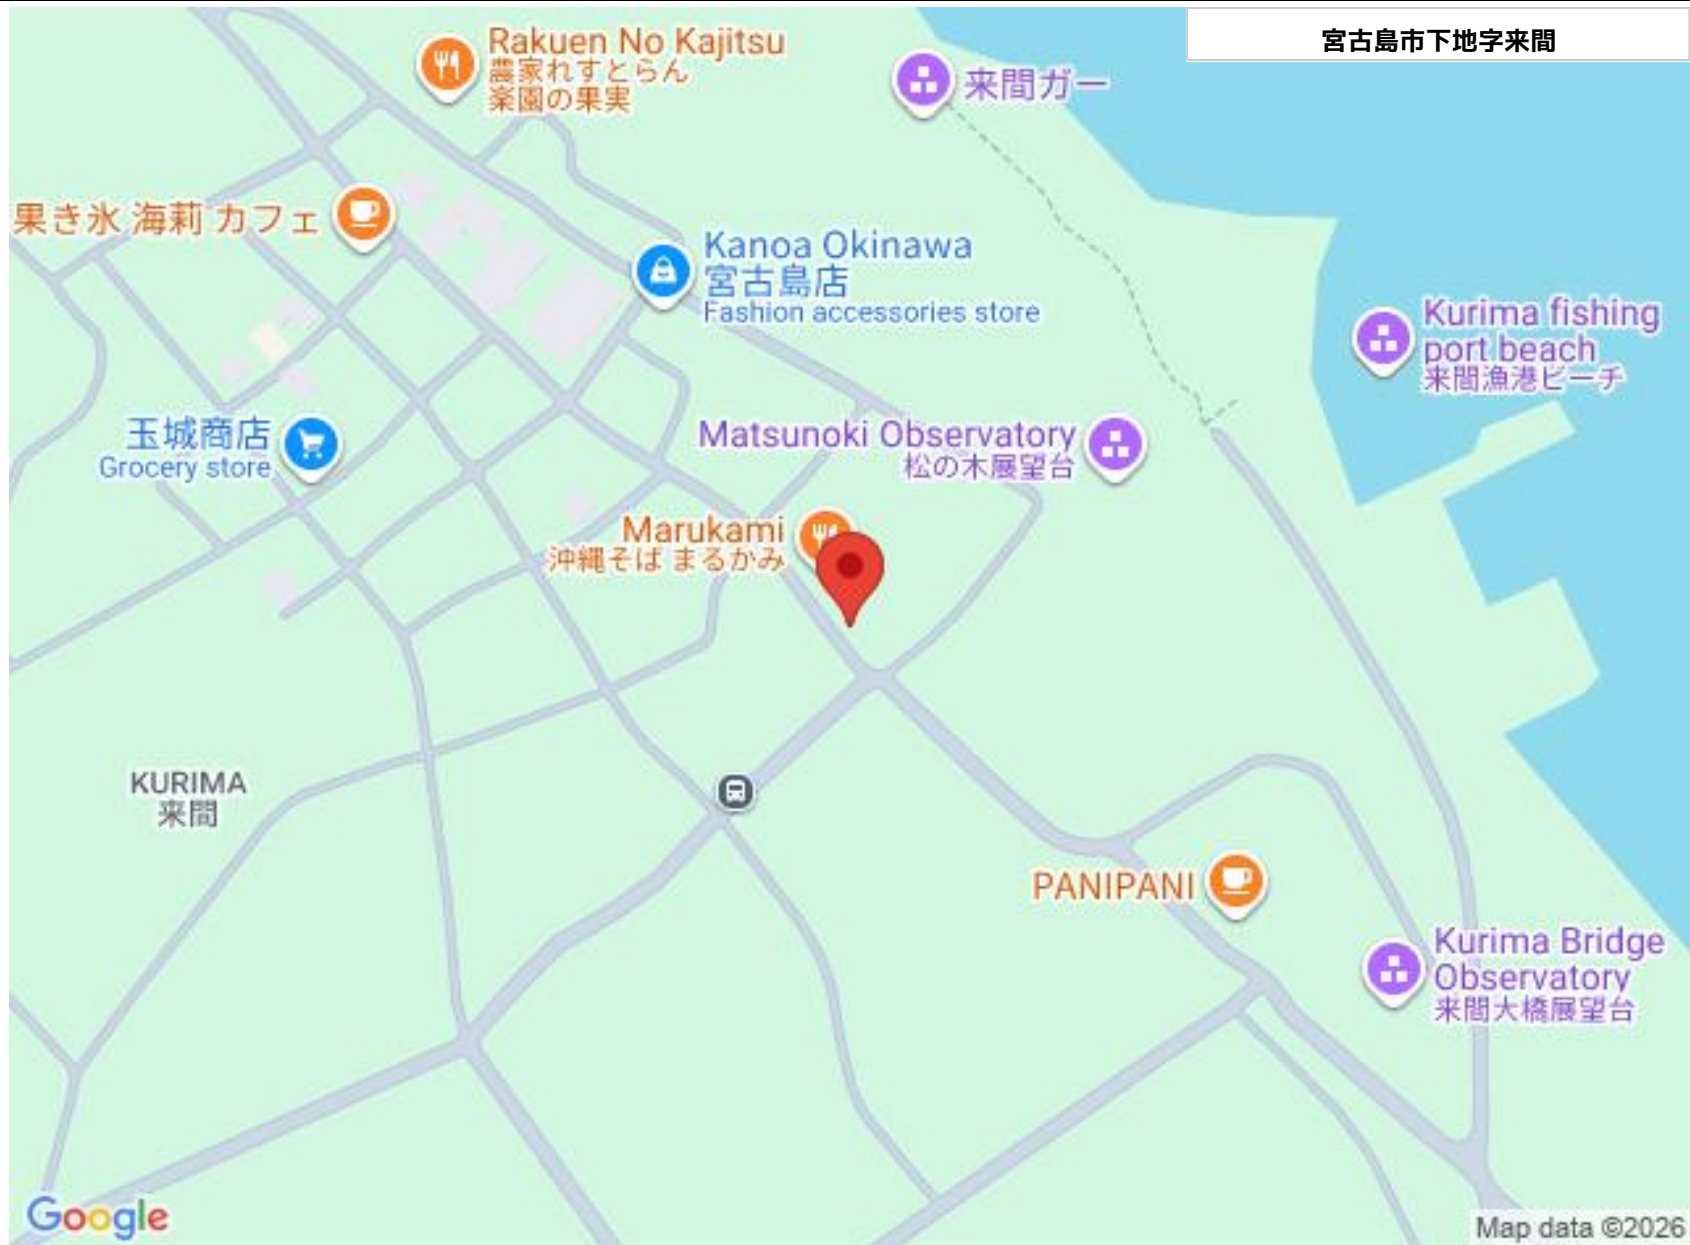 宮古島市下地字来間
Rakuen No Kajitsu
農家れすとらん
楽園の果実
来間ガー
果き氷 海莉 カフェ
Kanoa Okinawa
宮古島店
Fashion accessories store
Kurima fishing
port beach
来間漁港ビーチ
玉城商店
Grocery store
Matsunoki Observatory
松の木展望台
Marukami
沖縄そば まるかみ
KURIMA
来間
PANIPANI
Kurima Bridge
Observatory
来間大橋展望台
Google
Map data ©2026